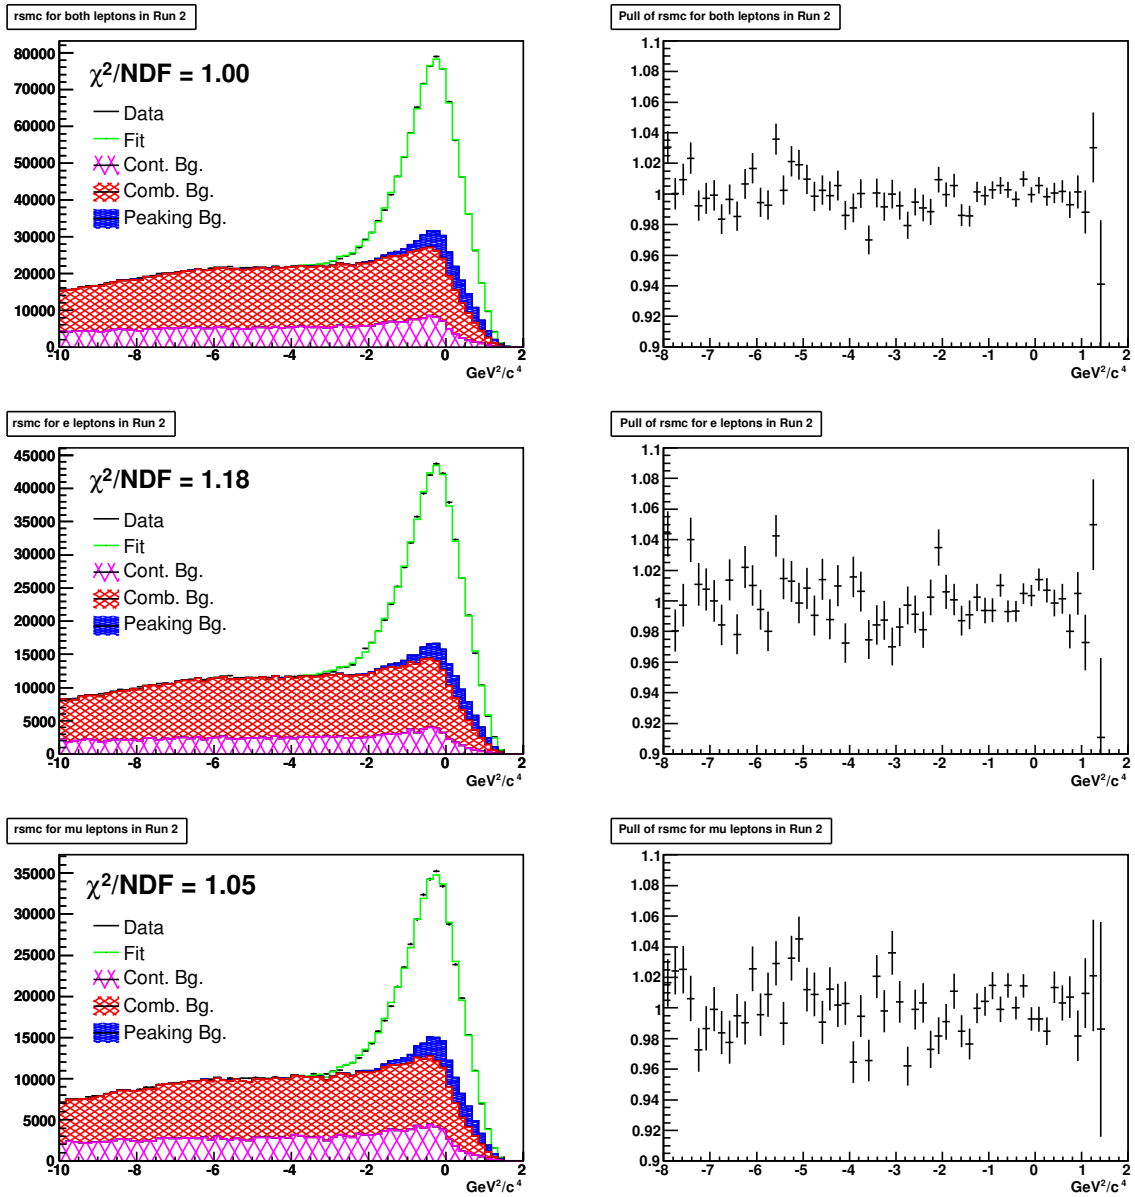 rsmc for both leptons in Run 2
χ²/NDF = 1.00
Data
Fit
Cont. Bg.
Comb. Bg.
Peaking Bg.
80000
70000
60000
50000
40000
30000
20000
10000
0
-10 -8 -6 -4 -2 0 2
GeV²/c⁴
Pull of rsmc for both leptons in Run 2
1.1
1.08
1.06
1.04
1.02
1
0.98
0.96
0.94
0.92
0.9
-8 -7 -6 -5 -4 -3 -2 -1 0 1 2
GeV²/c⁴
rsmc for e leptons in Run 2
χ²/NDF = 1.18
Data
Fit
Cont. Bg.
Comb. Bg.
Peaking Bg.
45000
40000
35000
30000
25000
20000
15000
10000
5000
0
-10 -8 -6 -4 -2 0 2
GeV²/c⁴
Pull of rsmc for e leptons in Run 2
1.1
1.08
1.06
1.04
1.02
1
0.98
0.96
0.94
0.92
0.9
-8 -7 -6 -5 -4 -3 -2 -1 0 1 2
GeV²/c⁴
rsmc for mu leptons in Run 2
χ²/NDF = 1.05
Data
Fit
Cont. Bg.
Comb. Bg.
Peaking Bg.
35000
30000
25000
20000
15000
10000
5000
0
-10 -8 -6 -4 -2 0 2
GeV²/c⁴
Pull of rsmc for mu leptons in Run 2
1.1
1.08
1.06
1.04
1.02
1
0.98
0.96
0.94
0.92
0.9
-8 -7 -6 -5 -4 -3 -2 -1 0 1 2
GeV²/c⁴